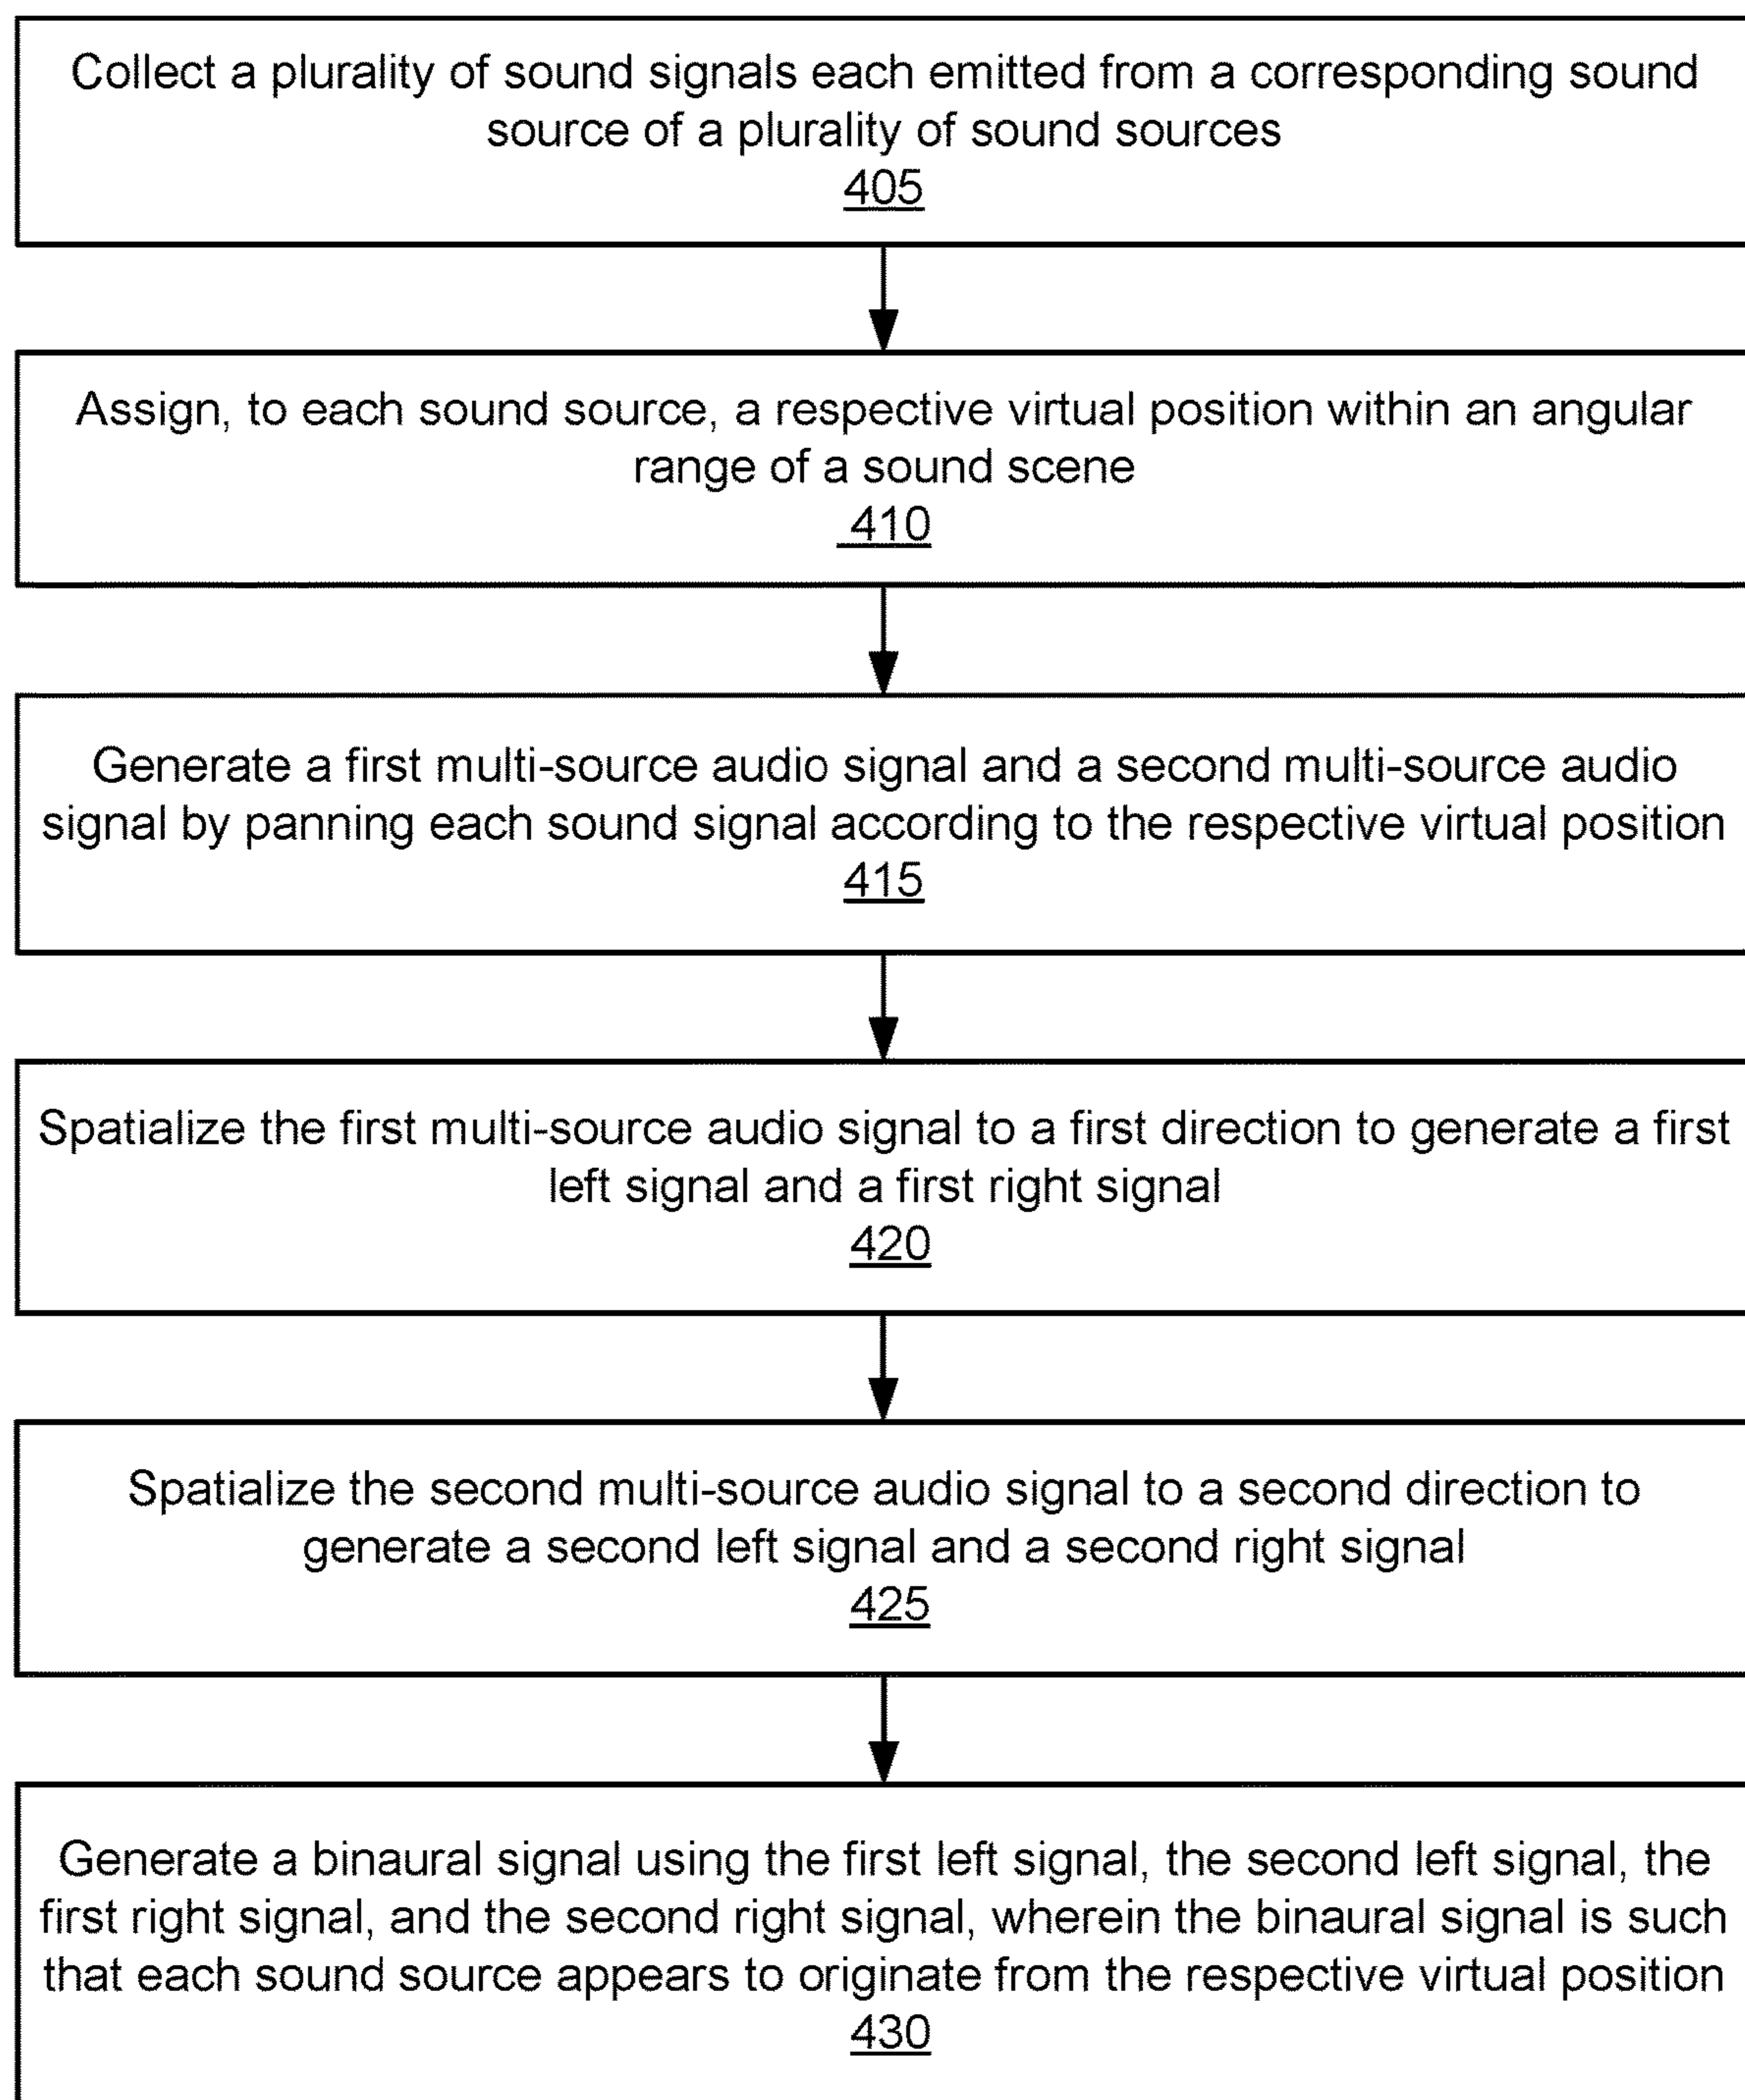 Collect a plurality of sound signals each emitted from a corresponding sound
source of a plurality of sound sources
405
Assign, to each sound source, a respective virtual position within an angular
range of a sound scene
410
Generate a first multi-source audio signal and a second multi-source audio
signal by panning each sound signal according to the respective virtual position
415
Spatialize the first multi-source audio signal to a first direction to generate a first
left signal and a first right signal
420
Spatialize the second multi-source audio signal to a second direction to
generate a second left signal and a second right signal
425
Generate a binaural signal using the first left signal, the second left signal, the
first right signal, and the second right signal, wherein the binaural signal is such
that each sound source appears to originate from the respective virtual position
430